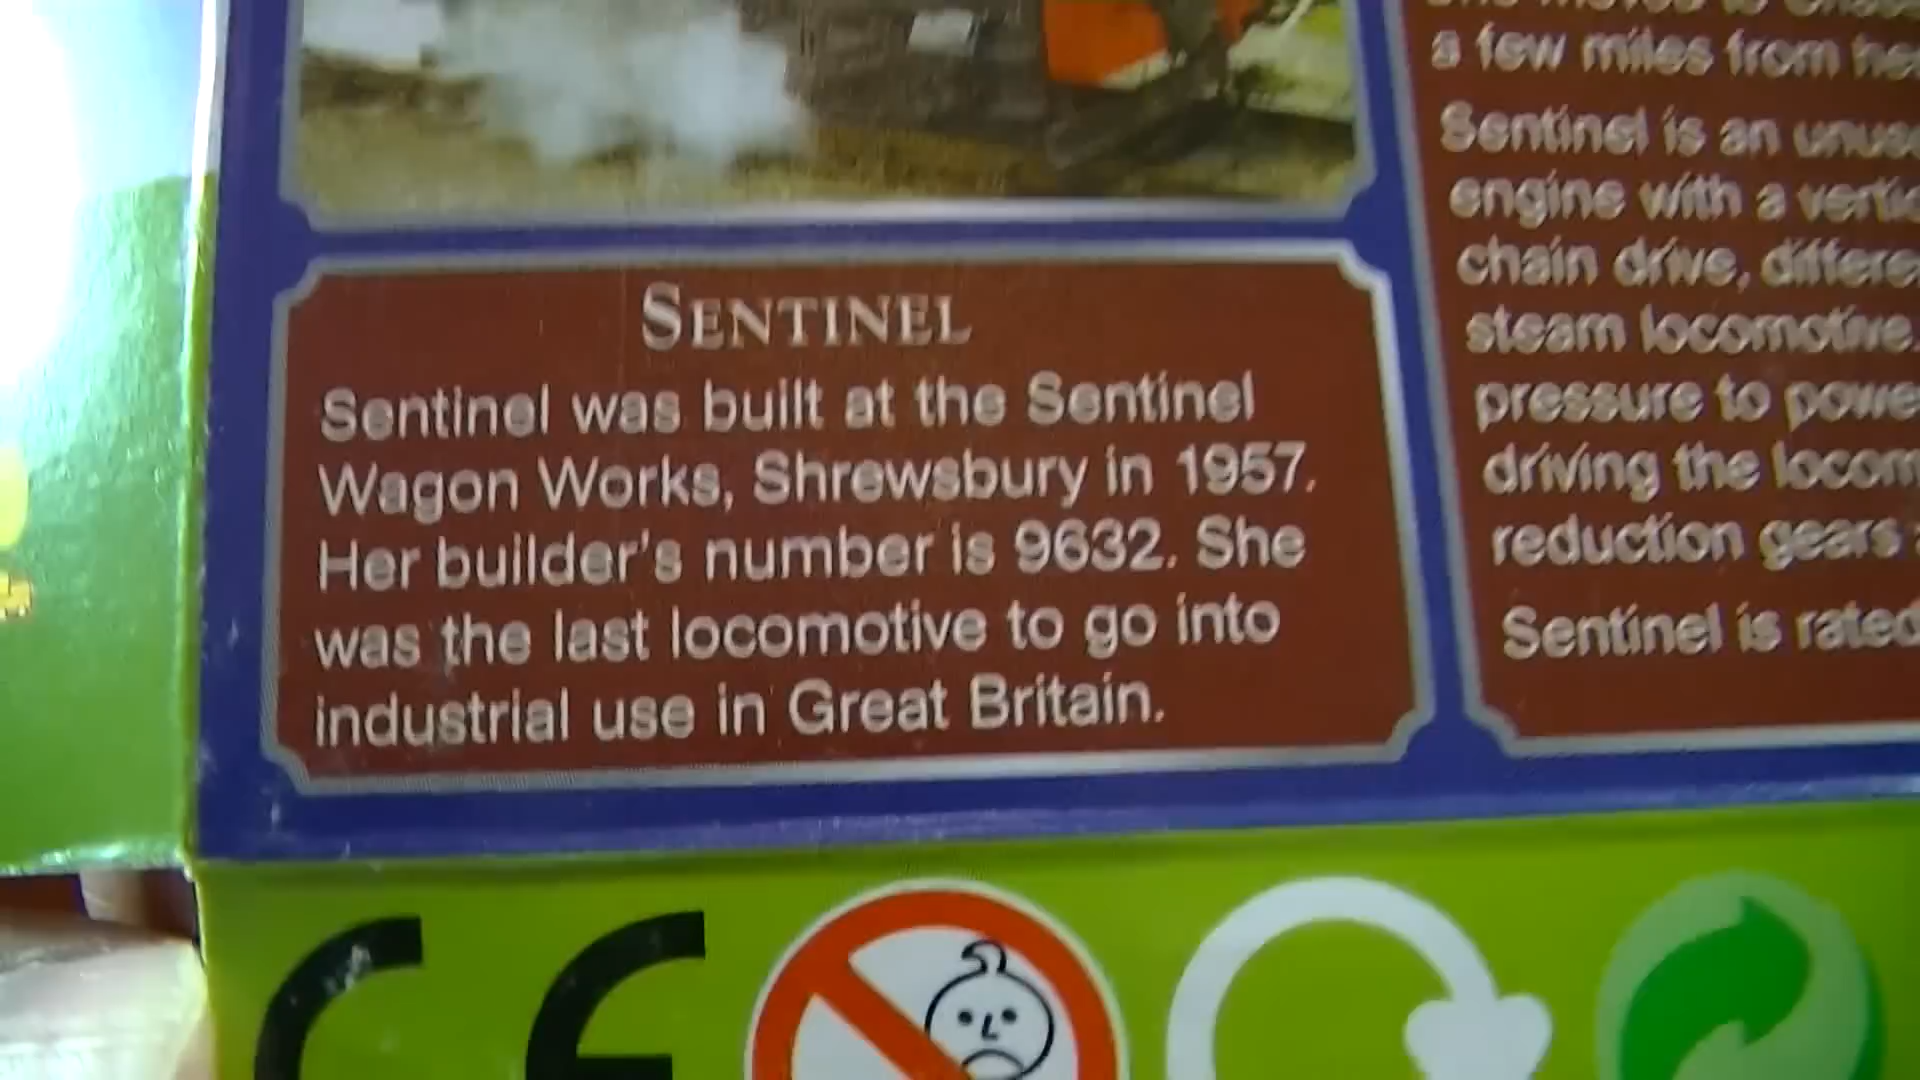 SENTINEL
Sentinel was built at the Sentinel
Wagon Works, Shrewsbury in 1957.
Her builder's number is 9632. She
was the last locomotive to go into
industrial use in Great Britain.
a few miles from
Sentinel is an
engine with a
chain drive,
steam locomotive.
pressure to
driving the
reduction gears
Sentinel is rated
CE